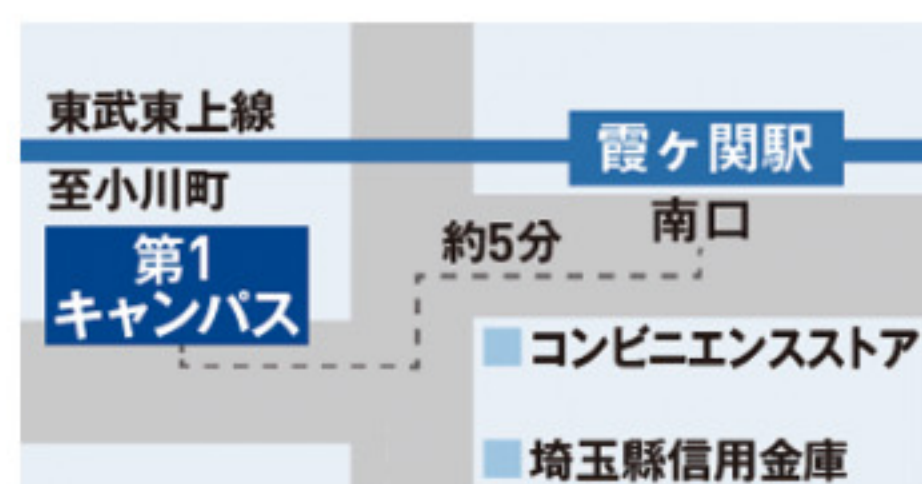 東武東上線
霞ヶ関駅
至小川町
南口
約5分
第1
キャンパス
コンビニエンスストア
埼玉縣信用金庫